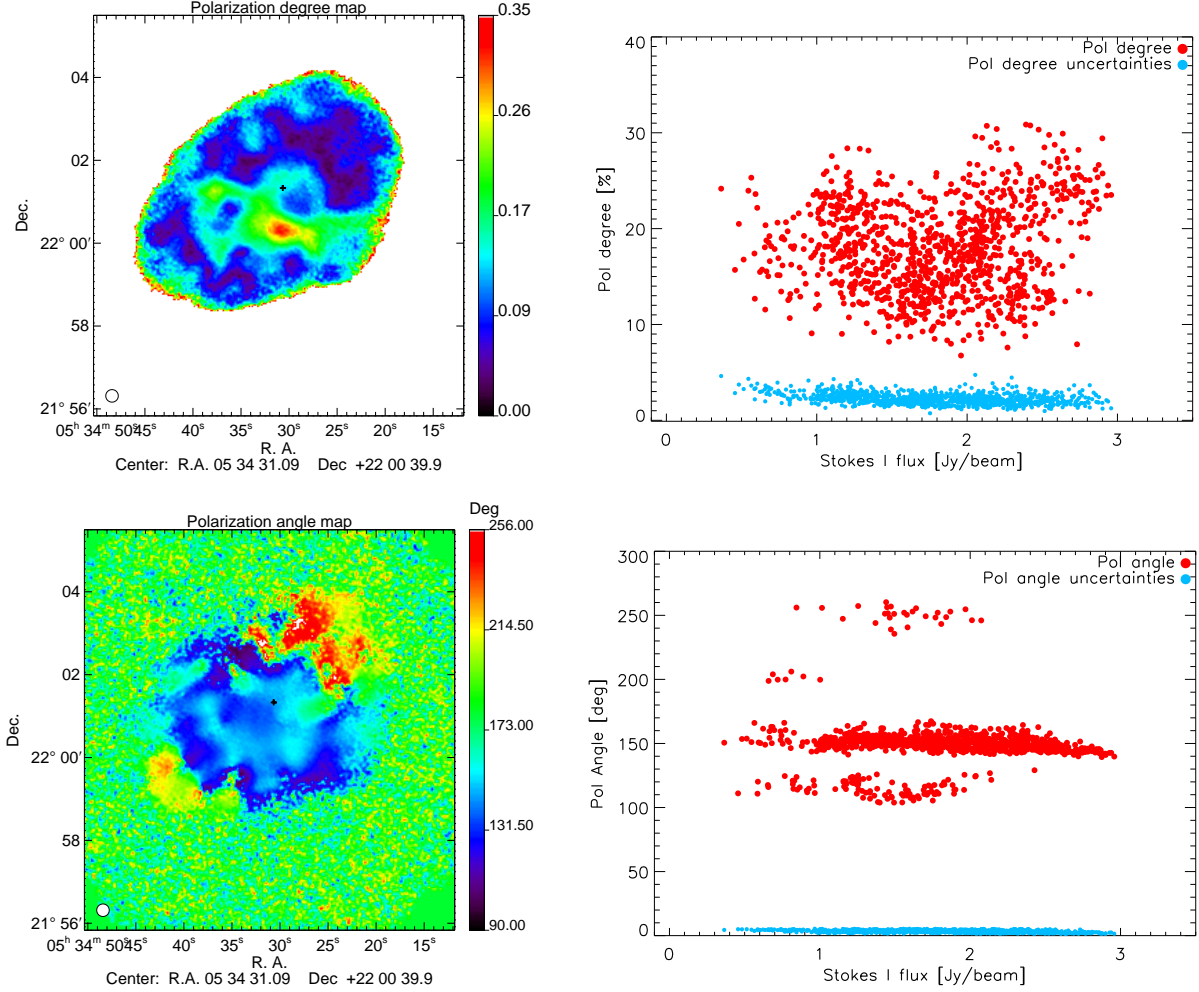 Polarization degree map
0.35
0.26
0.17
0.09
0.00
04
02
22° 00′
58
21° 56′
Dec.
05ʰ 34ᵐ 50ˢ 45ˢ 40ˢ 35ˢ 30ˢ 25ˢ 20ˢ 15ˢ
R. A.
Center: R.A. 05 34 31.09 Dec +22 00 39.9
Pol degree
Pol degree uncertainties
40
30
20
10
0
Pol degree [%]
0 1 2 3
Stokes I flux [Jy/beam]
Deg
Polarization angle map
256.00
214.50
173.00
131.50
90.00
04
02
22° 00′
58
21° 56′
Dec.
05ʰ 34ᵐ 50ˢ 45ˢ 40ˢ 35ˢ 30ˢ 25ˢ 20ˢ 15ˢ
R. A.
Center: R.A. 05 34 31.09 Dec +22 00 39.9
Pol angle
Pol angle uncertainties
300
250
200
150
100
50
0
Pol Angle [deg]
0 1 2 3
Stokes I flux [Jy/beam]